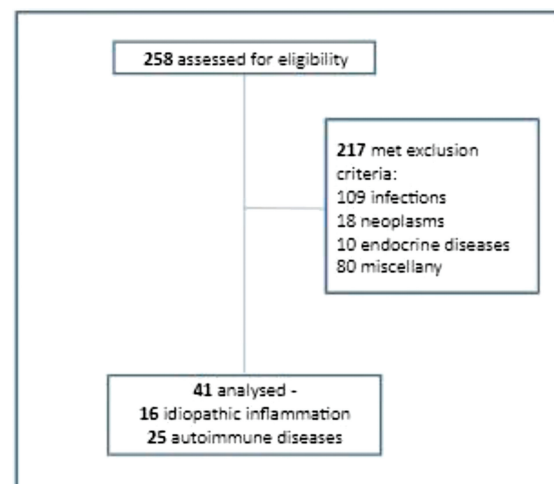 258 assessed for eligibility
217 met exclusion
criteria:
109 infections
18 neoplasms
10 endocrine diseases
80 miscellany
41 analysed -
16 idiopathic inflammation
25 autoimmune diseases